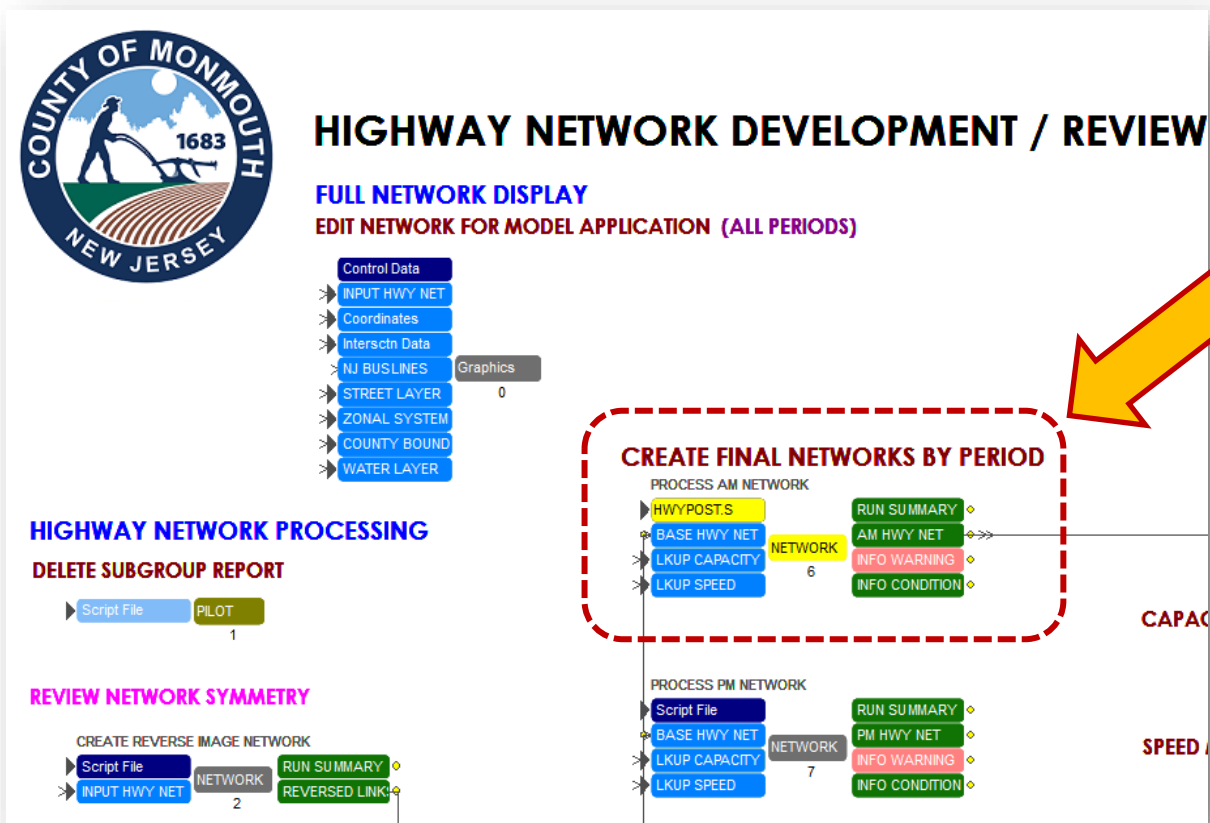 COUNTY OF MONMOUTH
1683
NEW JERSEY
HIGHWAY NETWORK DEVELOPMENT / REVIEW
FULL NETWORK DISPLAY
EDIT NETWORK FOR MODEL APPLICATION (ALL PERIODS)
Control Data
INPUT HWY NET
Coordinates
Intersctn Data
NJ BUSLINES
Graphics
STREET LAYER
0
ZONAL SYSTEM
COUNTY BOUND
WATER LAYER
HIGHWAY NETWORK PROCESSING
DELETE SUBGROUP REPORT
Script File
PILOT
1
REVIEW NETWORK SYMMETRY
CREATE REVERSE IMAGE NETWORK
Script File
RUN SUMMARY
NETWORK
INPUT HWY NET
REVERSED LINKS
2
CREATE FINAL NETWORKS BY PERIOD
PROCESS AM NETWORK
HWYPOST.S
RUN SUMMARY
BASE HWY NET
AM HWY NET
NETWORK
LKUP CAPACITY
INFO WARNING
6
LKUP SPEED
INFO CONDITION
PROCESS PM NETWORK
Script File
RUN SUMMARY
BASE HWY NET
PM HWY NET
NETWORK
LKUP CAPACITY
INFO WARNING
7
LKUP SPEED
INFO CONDITION
CAPAC
SPEED